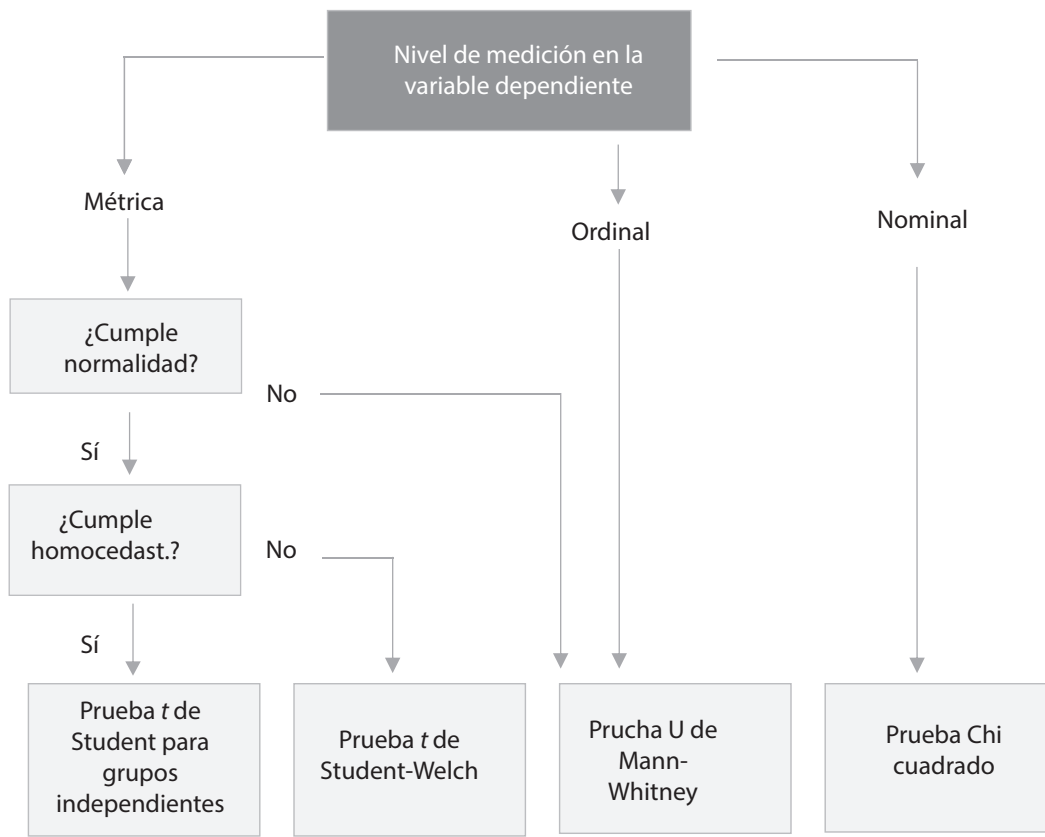 Nivel de medición en la
variable dependiente
Métrica
Ordinal
Nominal
¿Cumple
normalidad?
No
Sí
¿Cumple
homocedast.?
No
Sí
Prueba t de
Student para
grupos
independientes
Prueba t de
Student-Welch
Prucha U de
Mann-
Whitney
Prueba Chi
cuadrado